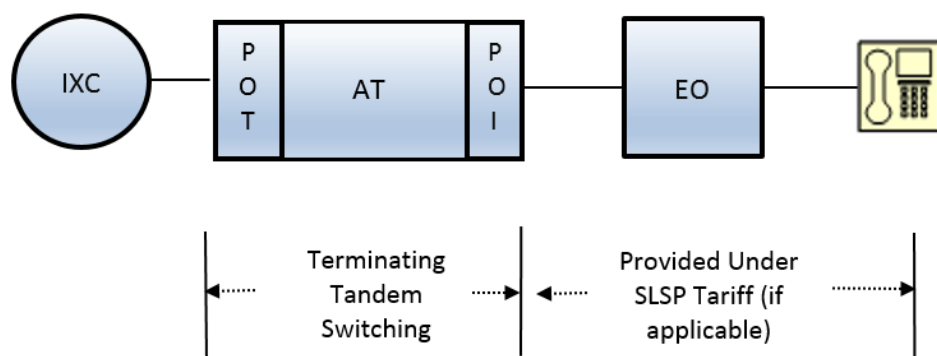 IXC
P
O
T
AT
P
O
I
EO
Terminating
Tandem
Switching
Provided Under
SLSP Tariff (if
applicable)